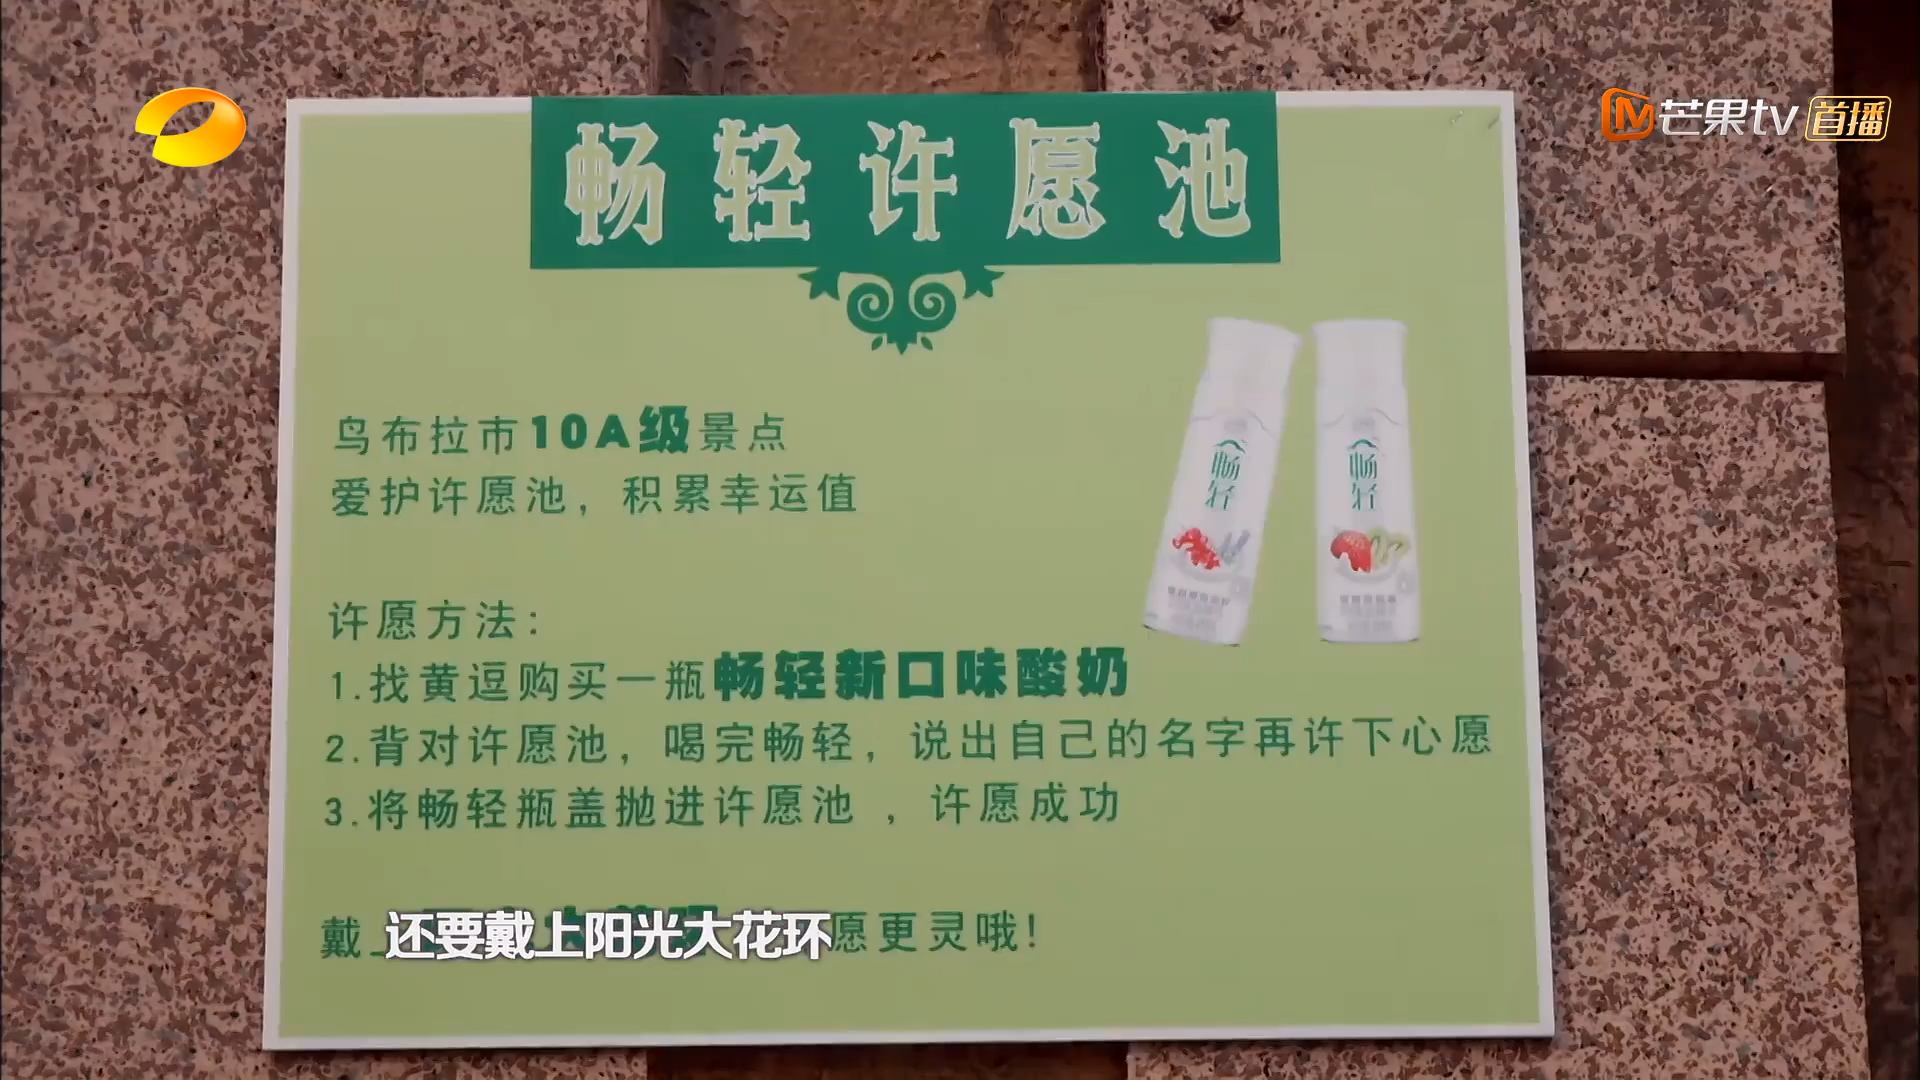 芒果tv 首播
畅轻许愿池
鸟布拉市10A级景点
爱护许愿池，积累幸运值
畅轻
畅轻
许愿方法：
1.找黄逗购买一瓶畅轻新口味酸奶
2.背对许愿池，喝完畅轻，说出自己的名字再许下心愿
3.将畅轻瓶盖抛进许愿池，许愿成功
戴
愿更灵哦！
还要戴上阳光大花环